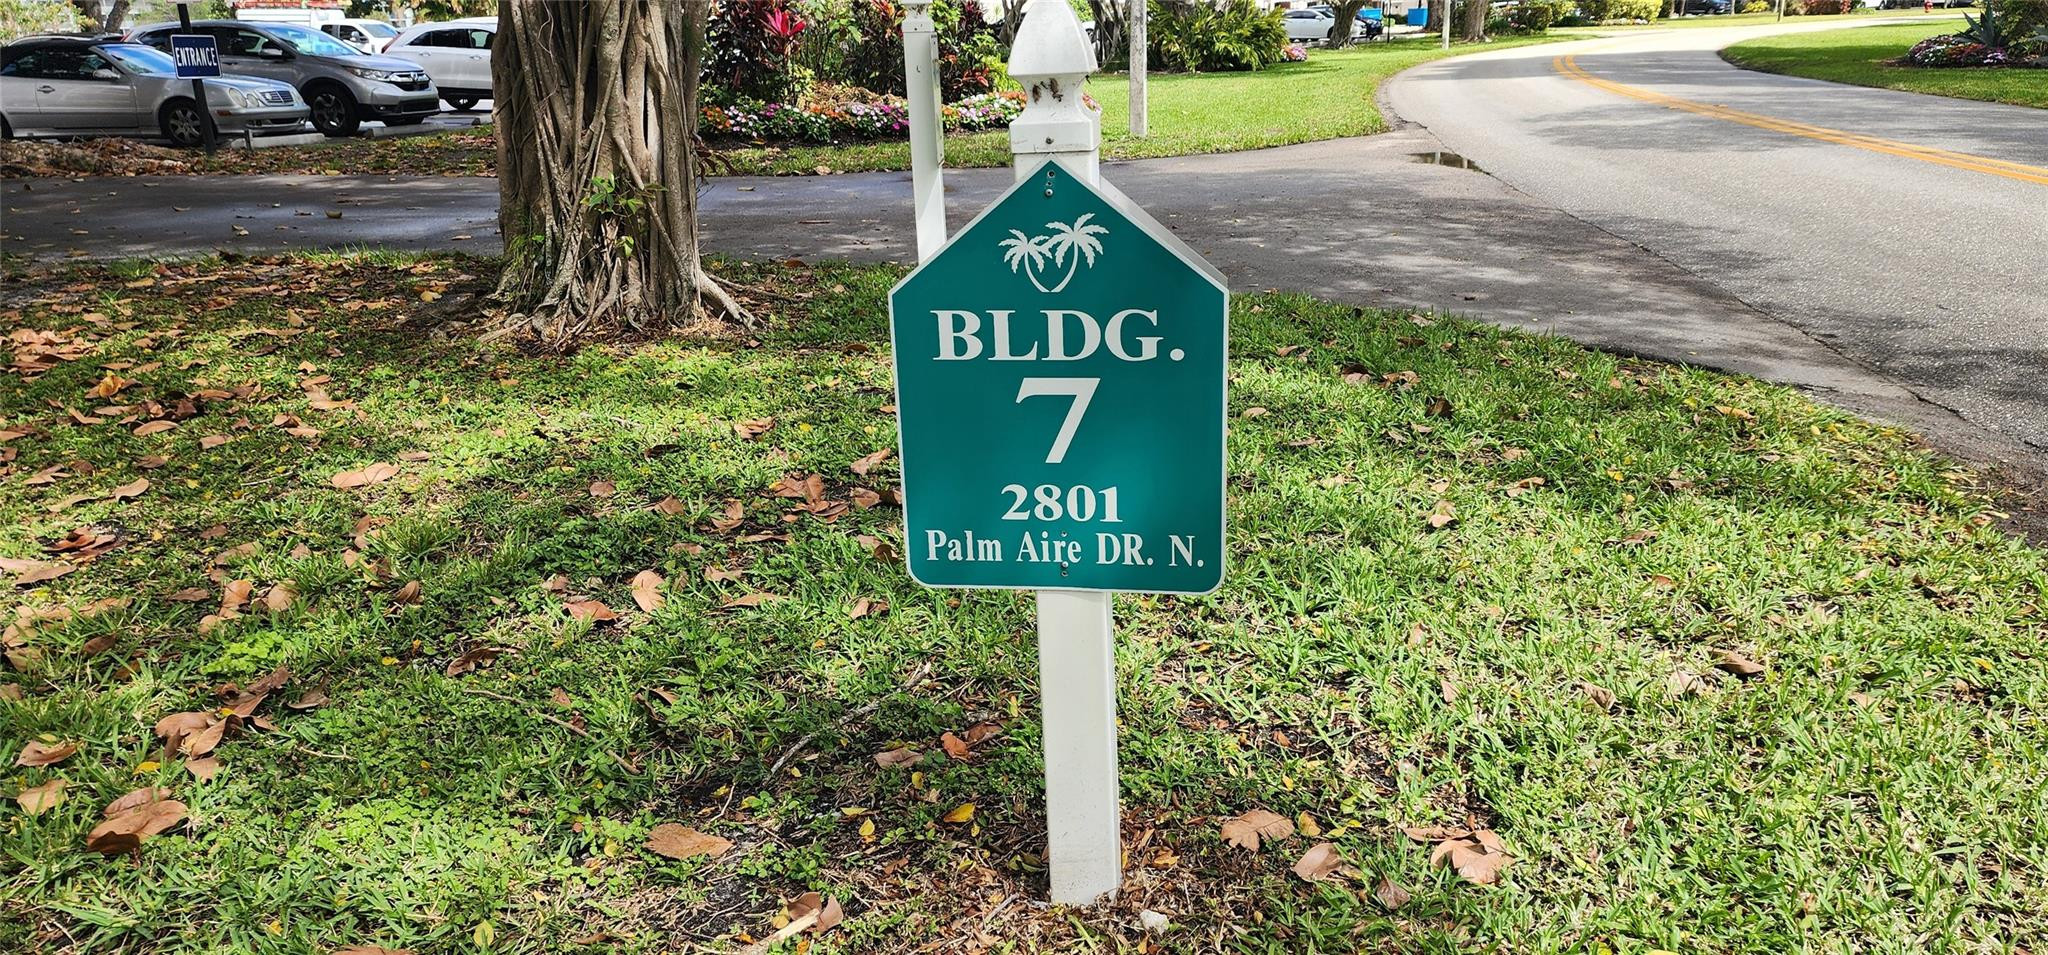 ENTRANCE
BLDG.
7
2801
Palm Aire DR. N.